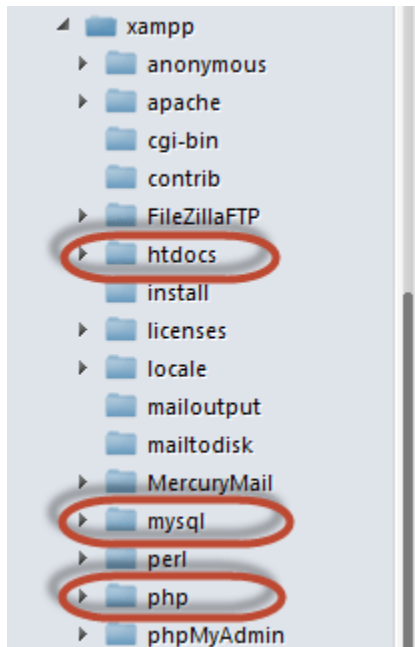 xampp
anonymous
apache
cgi-bin
contrib
FileZillaFTP
htdocs
install
licenses
locale
mailoutput
mailtodisk
MercuryMail
mysql
perl
php
phpMyAdmin